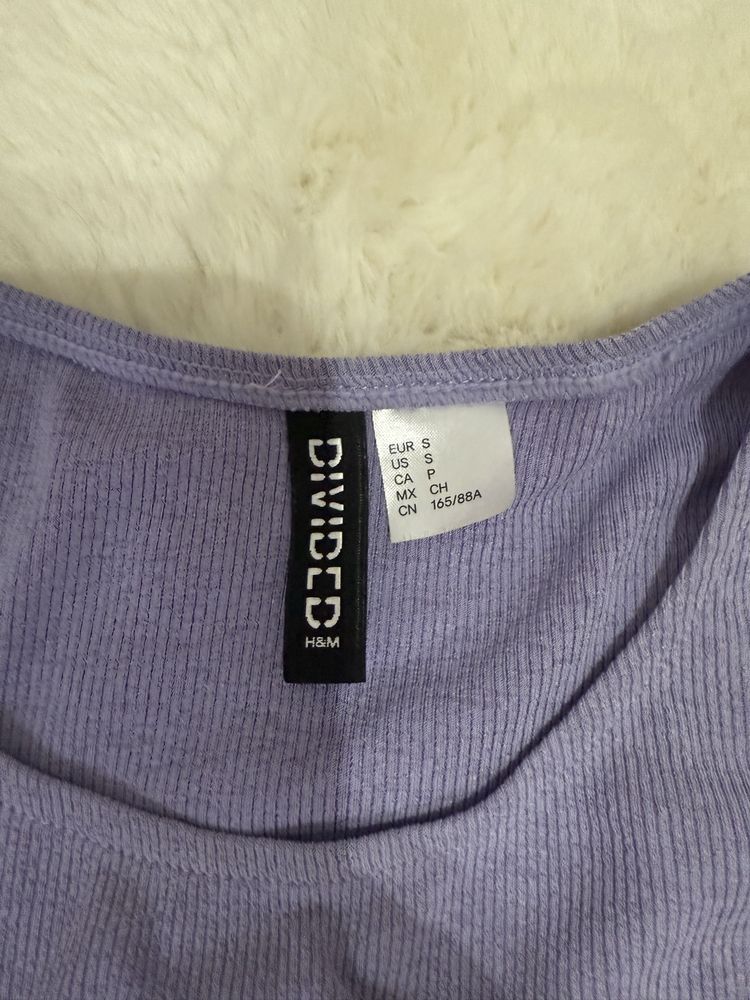 DIVIDED
H&M
EUR S
US S
CA P
MX CH
CN 165/88A